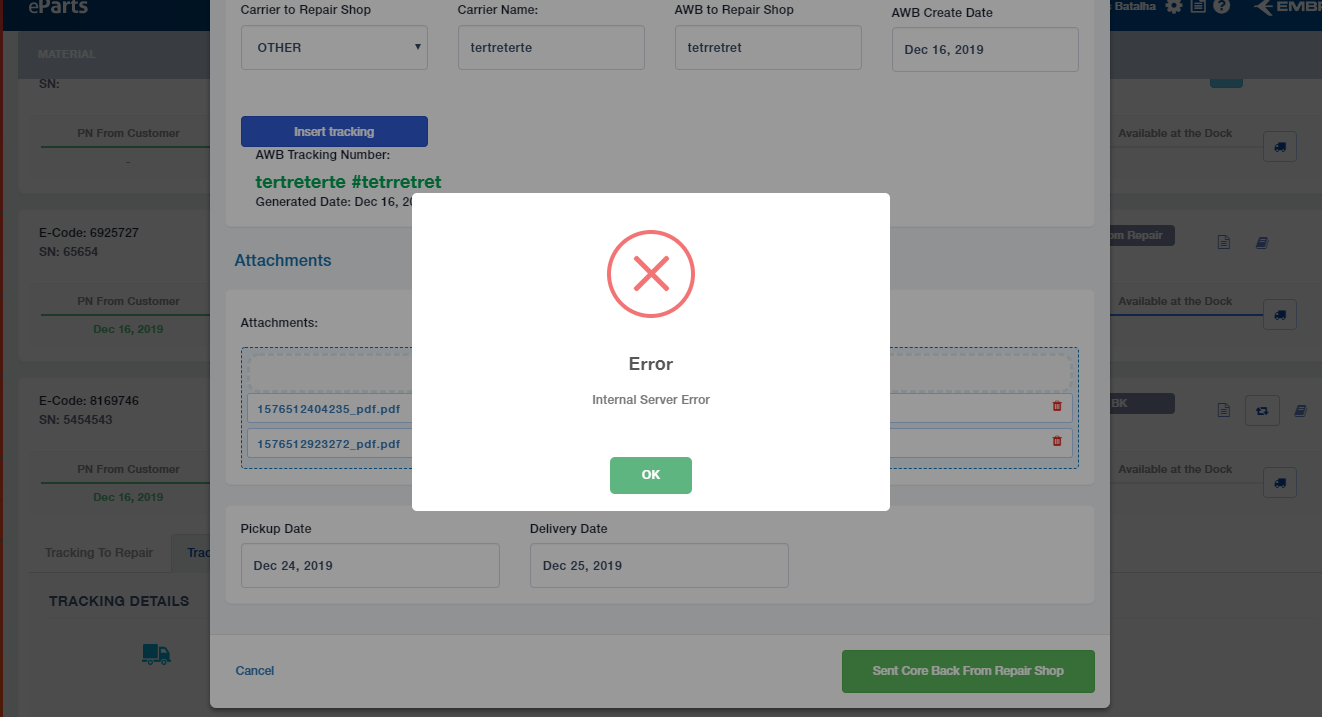 eParts
Batalha
EMBR
MATERIAL
SN:
PN From Customer
-
Available at the Dock
E-Code: 6925727
SN: 65654
om Repair
PN From Customer
Dec 16, 2019
Available at the Dock
E-Code: 8169746
SN: 5454543
BK
PN From Customer
Dec 16, 2019
Available at the Dock
Tracking To Repair
Trac
TRACKING DETAILS
Carrier to Repair Shop
Carrier Name:
AWB to Repair Shop
AWB Create Date
OTHER
tertreterte
tetrretret
Dec 16, 2019
Insert tracking
AWB Tracking Number:
tertreterte #tetrretret
Generated Date: Dec 16, 20
Attachments
Attachments:
1576512404235_pdf.pdf
1576512923272_pdf.pdf
Pickup Date
Delivery Date
Dec 24, 2019
Dec 25, 2019
Cancel
Sent Core Back From Repair Shop
Error
Internal Server Error
OK